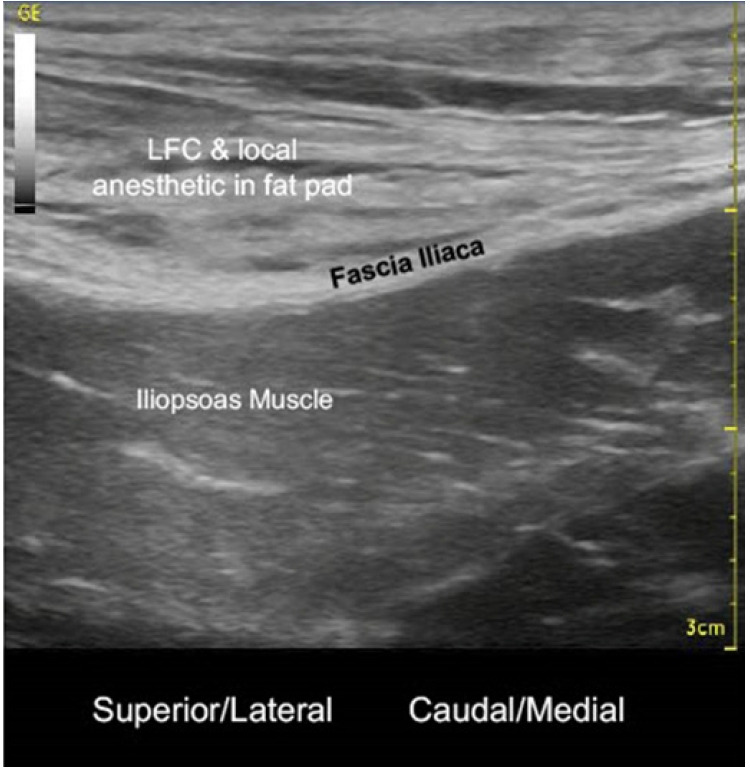 GE
LFC & local
anesthetic in fat pad
Fascia Iliaca
Iliopsoas Muscle
3cm
Superior/Lateral Caudal/Medial